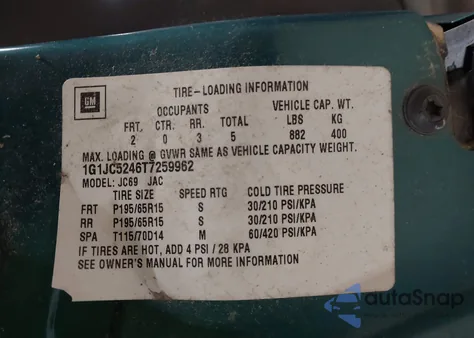 GM
TIRE-LOADING INFORMATION
OCCUPANTS VEHICLE CAP. WT.
FRT. CTR. RR. TOTAL LBS KG
2 0 3 5 882 400
MAX. LOADING @ GVWR SAME AS VEHICLE CAPACITY WEIGHT.
1G1JC5246T7259962
MODEL: JC69 JAC
TIRE SIZE SPEED RTG COLD TIRE PRESSURE
FRT P195/65R15 S 30/210 PSI/KPA
RR P195/65R15 S 30/210 PSI/KPA
SPA T115/70D14 M 60/420 PSI/KPA
IF TIRES ARE HOT, ADD 4 PSI / 28 KPA
SEE OWNER'S MANUAL FOR MORE INFORMATION
autaSnap